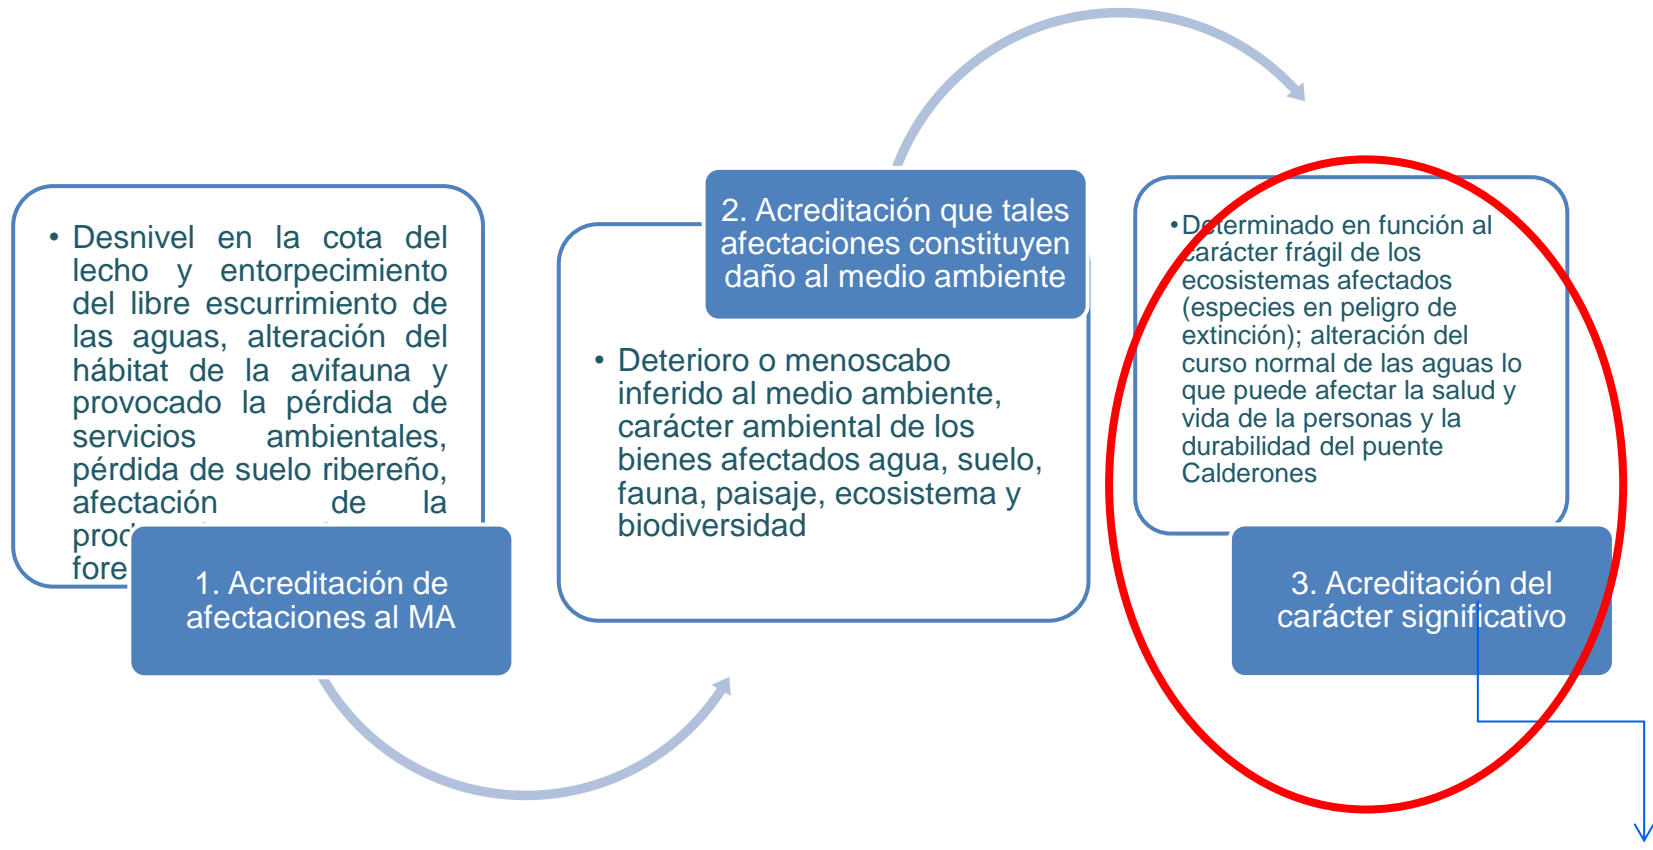 • Desnivel en la cota del
lecho y entorpecimiento
del libre escurrimiento de
las aguas, alteración del
hábitat de la avifauna y
provocado la pérdida de
servicios ambientales,
pérdida de suelo ribereño,
afectación de la
1. Acreditación de
afectaciones al MA
2. Acreditación que tales
afectaciones constituyen
daño al medio ambiente
• Deterioro o menoscabo
inferido al medio ambiente,
carácter ambiental de los
bienes afectados agua, suelo,
fauna, paisaje, ecosistema y
biodiversidad
•Determinado en función al
carácter frágil de los
ecosistemas afectados
(especies en peligro de
extinción); alteración del
curso normal de las aguas lo
que puede afectar la salud y
vida de la personas y la
durabilidad del puente
Calderones
3. Acreditación del
carácter significativo